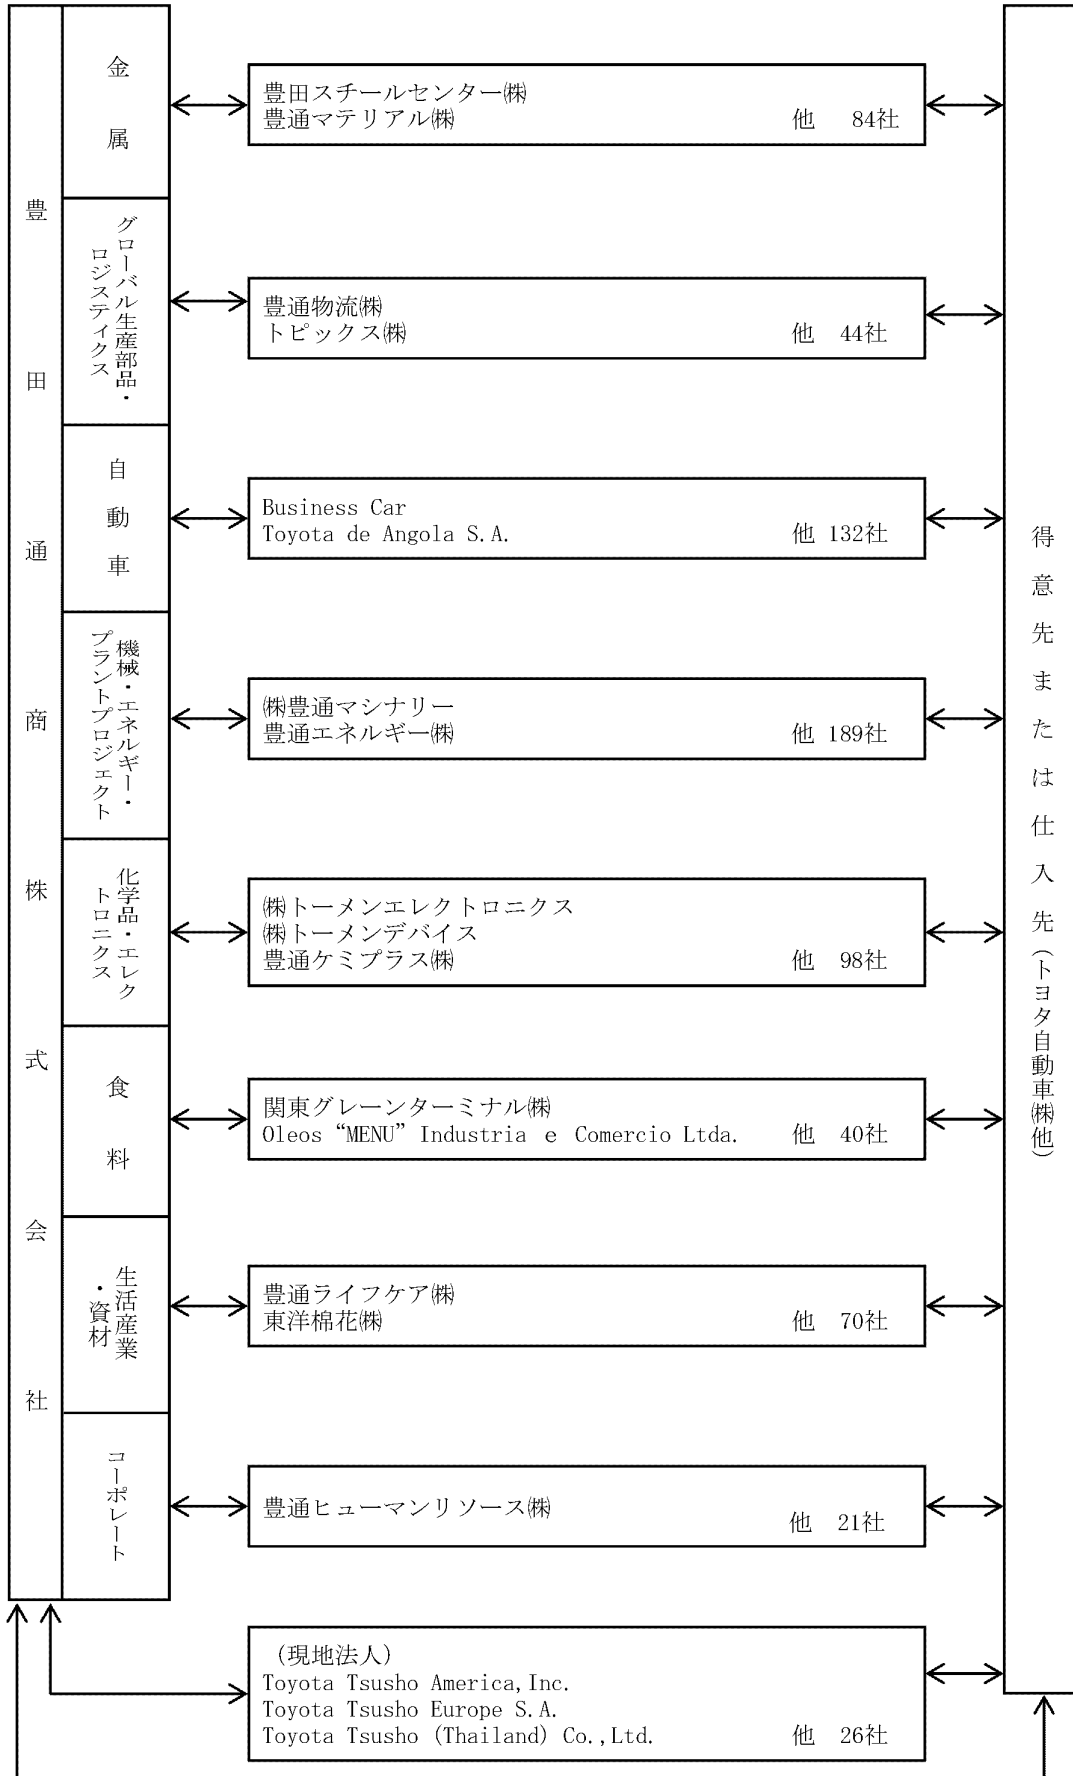 豊田通商株式会社
金属
豊田スチールセンター㈱
豊通マテリアル㈱ 他 84社
グローバル生産部品・
ロジスティクス
豊通物流㈱
トピックス㈱ 他 44社
自動車
Business Car
Toyota de Angola S.A. 他 132社
機械・エネルギー・
プラントプロジェクト
㈱豊通マシナリー
豊通エネルギー㈱ 他 189社
化学品・エレク
トロニクス
㈱トーメンエレクトロニクス
㈱トーメンデバイス
豊通ケミプラス㈱ 他 98社
食料
関東グレーンターミナル㈱
Oleos “MENU” Industria e Comercio Ltda. 他 40社
生活産業
・資材
豊通ライフケア㈱
東洋棉花㈱ 他 70社
コーポレート
豊通ヒューマンリソース㈱ 他 21社
（現地法人）
Toyota Tsusho America,Inc.
Toyota Tsusho Europe S.A.
Toyota Tsusho (Thailand) Co.,Ltd. 他 26社
得意先または仕入先（トヨタ自動車㈱他）